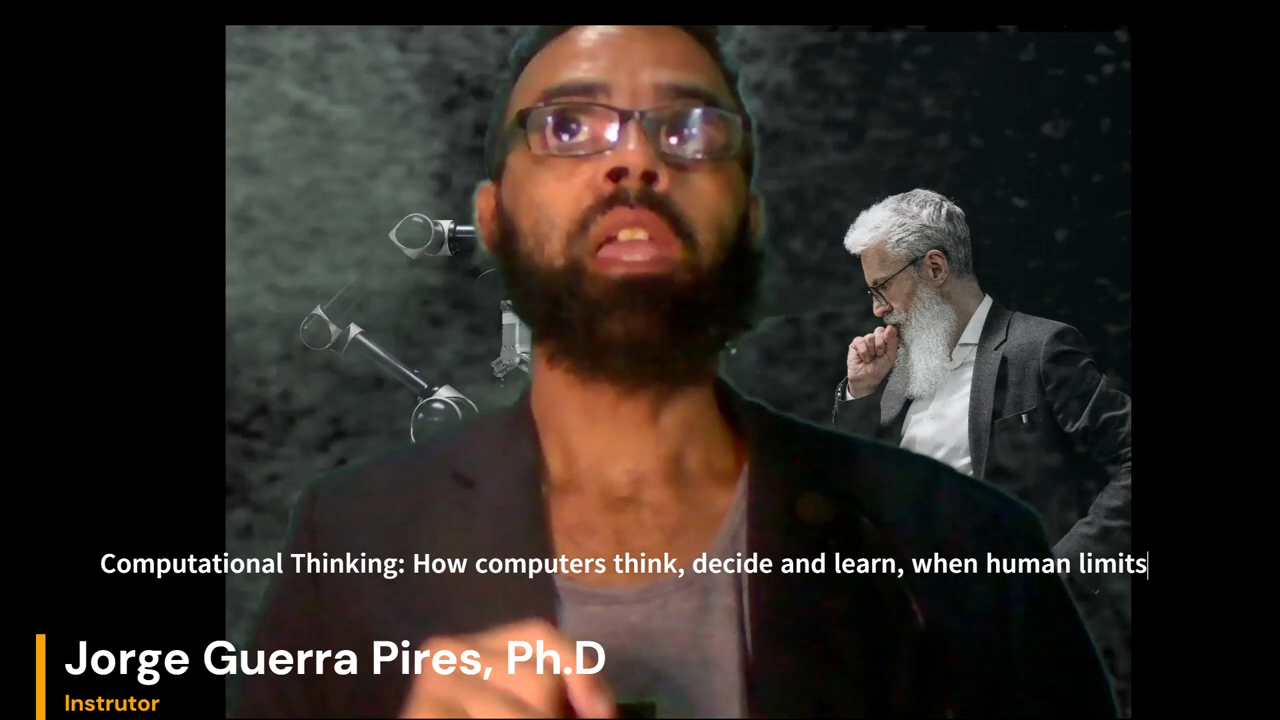 Computational Thinking: How computers think, decide and learn, when human limits
Jorge Guerra Pires, Ph.D
Instrutor